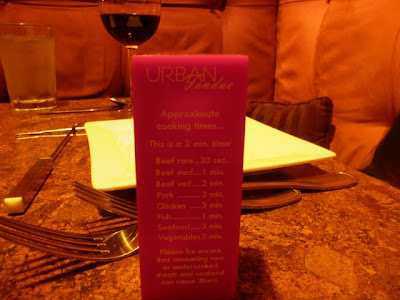 URBAN
Fondue
Approximate
cooking times...
This is a 3 min. timer
Beef rare...30 sec.
Beef med... 1 min.
Beef well..... 2 min.
Pork ............ 2 min.
Chicken ..... 3 min.
Fish............. 1 min.
Seafood...... 3 min.
Vegetables 3 min.
Please be aware
that consuming raw
or undercooked
meats and seafood
can cause illness.